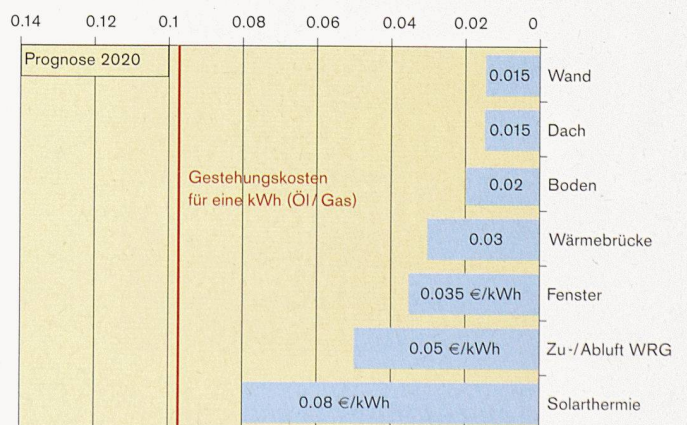 0.14 0.12 0.1 0.08 0.06 0.04 0.02 0
Prognose 2020
0.015 Wand
0.015 Dach
Gestehungskosten
für eine kWh (Öl/Gas)
0.02 Boden
0.03 Wärmebrücke
0.035 €/kWh Fenster
0.05 €/kWh Zu-/Abluft WRG
0.08 €/kWh Solarthermie